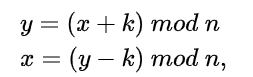 y = (x + k) mod n
x = (y − k) mod n,